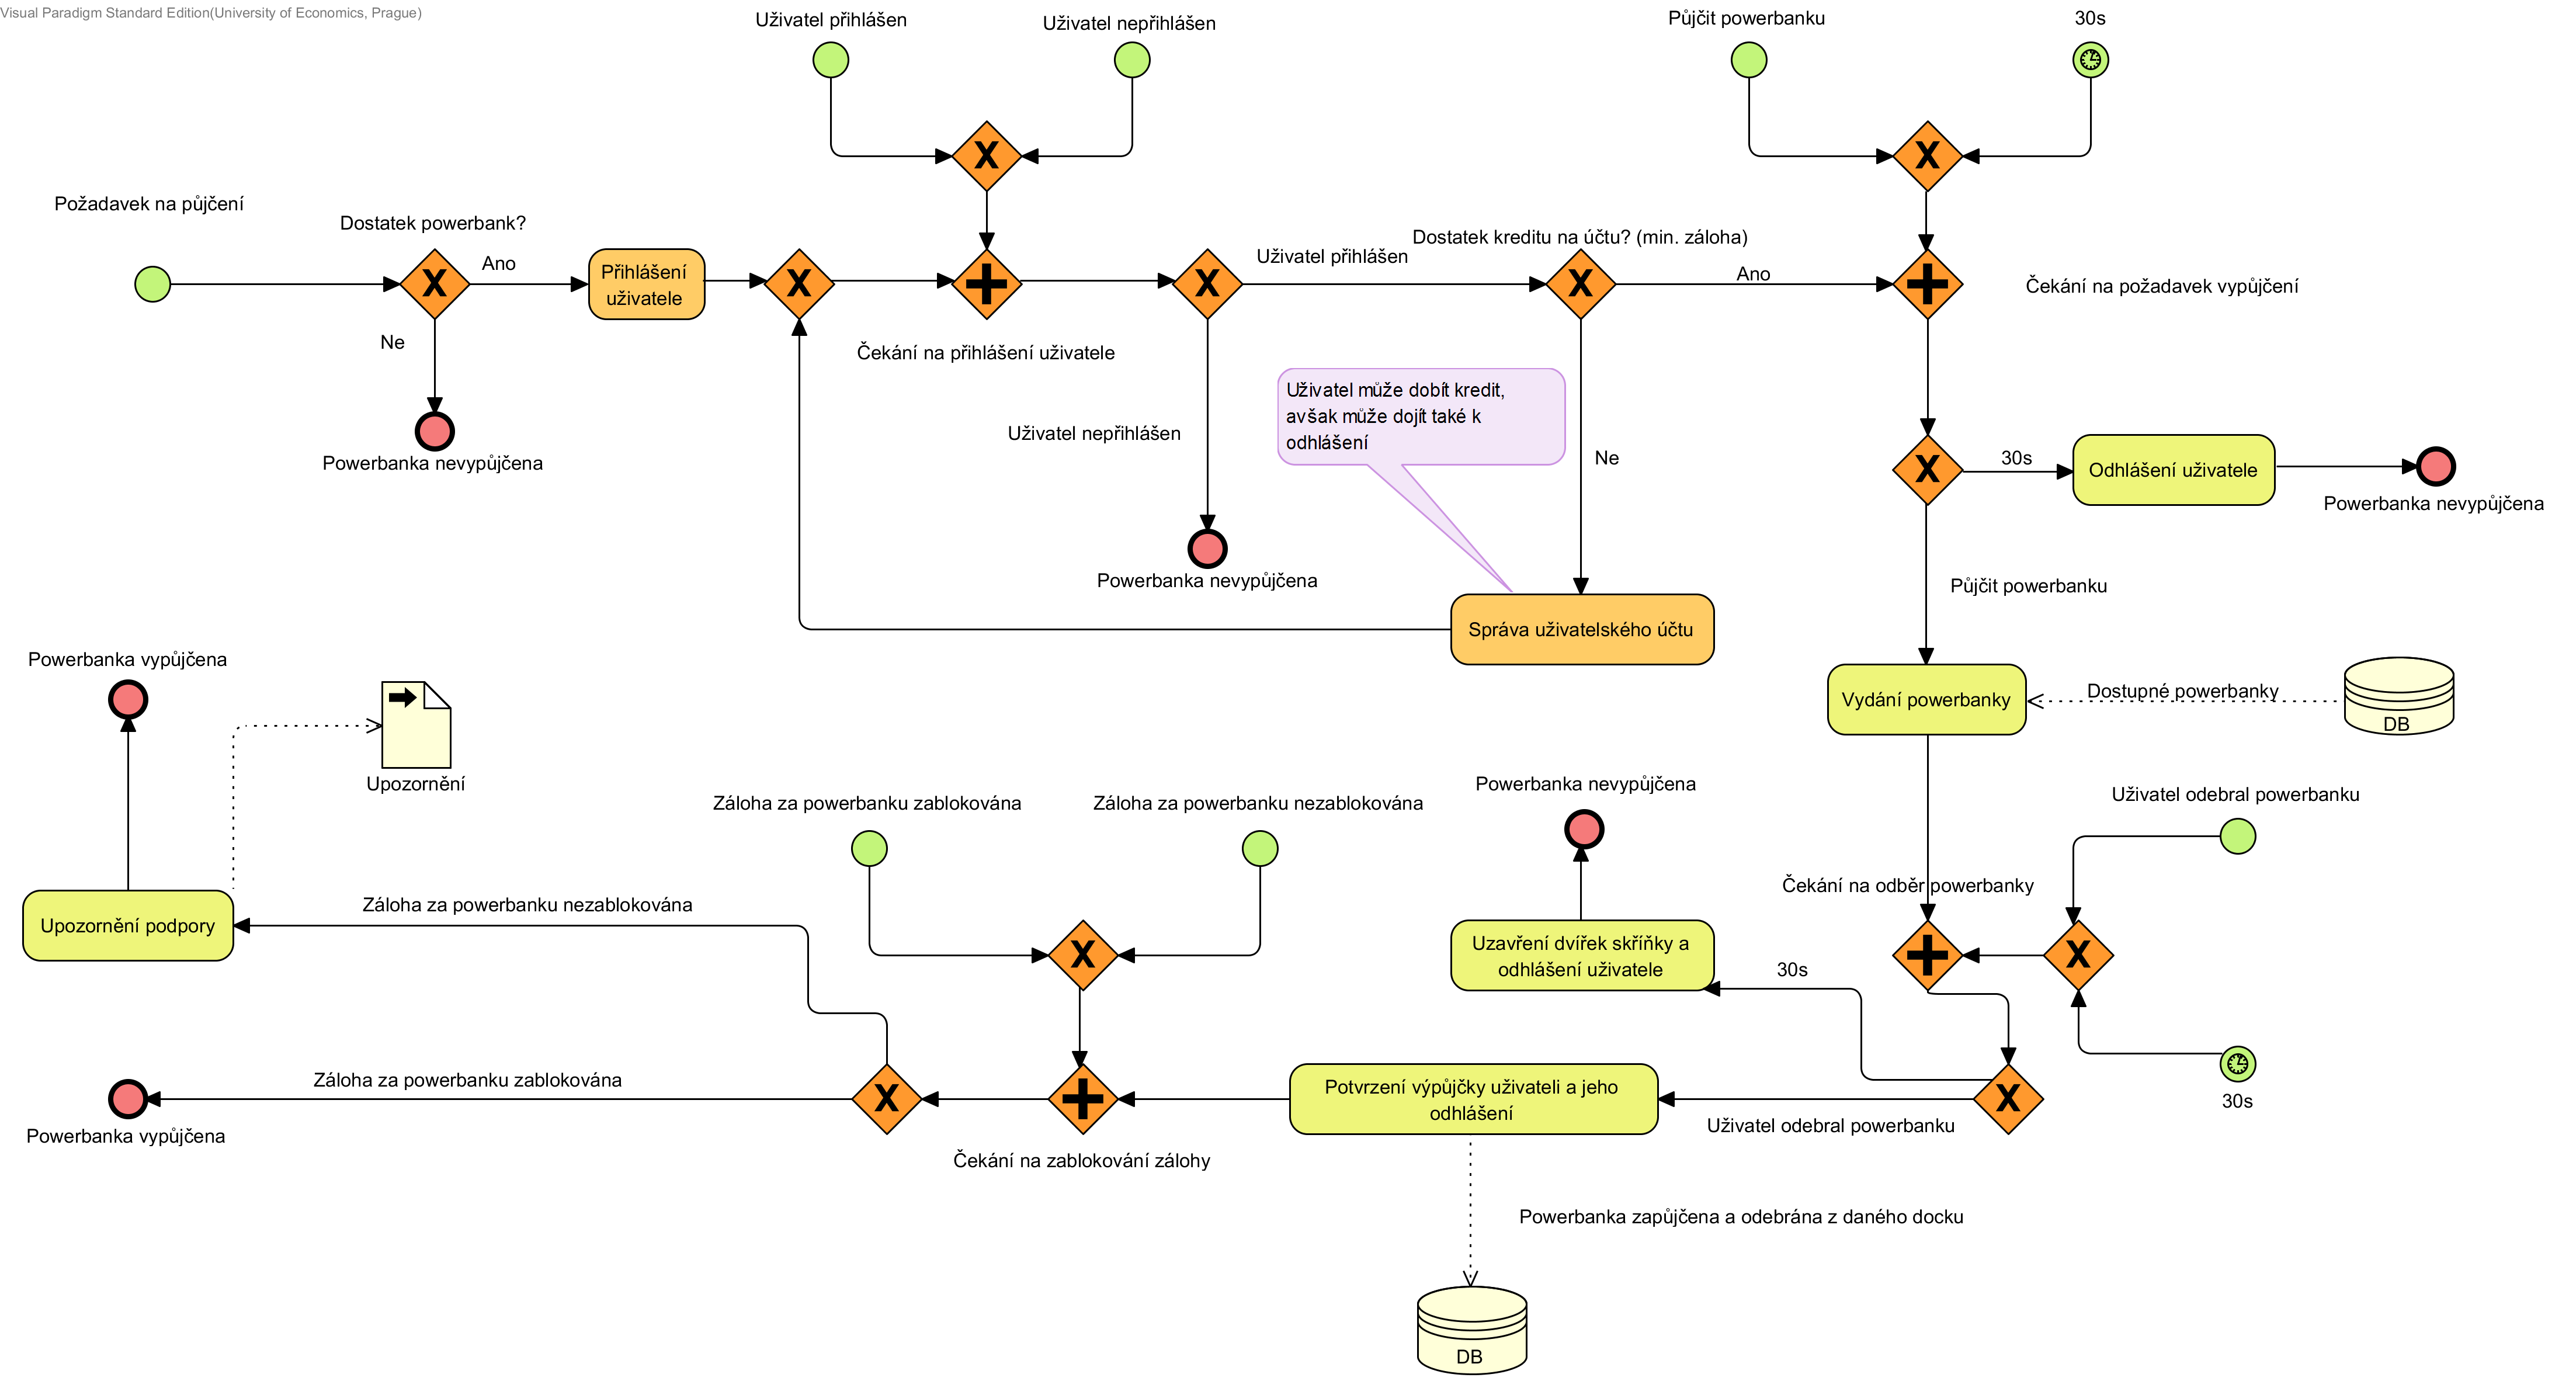 Visual Paradigm Standard Edition(University of Economics, Prague)
Uživatel přihlášen
Uživatel nepřihlášen
Půjčit powerbanku
30s
Požadavek na půjčení
Dostatek powerbank?
Ano
Ne
Powerbanka nevypůjčena
Přihlášení
uživatele
Čekání na přihlášení uživatele
Uživatel přihlášen
Uživatel nepřihlášen
Powerbanka nevypůjčena
Dostatek kreditu na účtu? (min. záloha)
Ano
Ne
Uživatel může dobít kredit,
avšak může dojít také k
odhlášení
Správa uživatelského účtu
Čekání na požadavek vypůjčení
30s
Odhlášení uživatele
Powerbanka nevypůjčena
Půjčit powerbanku
Vydání powerbanky
Dostupné powerbanky
DB
Uživatel odebral powerbanku
Čekání na odběr powerbanky
30s
30s
Powerbanka nevypůjčena
Uzavření dvířek skříňky a
odhlášení uživatele
Uživatel odebral powerbanku
Potvrzení výpůjčky uživateli a jeho
odhlášení
Powerbanka zapůjčena a odebrána z daného docku
DB
Záloha za powerbanku zablokována
Záloha za powerbanku nezablokována
Čekání na zablokování zálohy
Záloha za powerbanku nezablokována
Záloha za powerbanku zablokována
Powerbanka vypůjčena
Upozornění
Upozornění podpory
Powerbanka vypůjčena